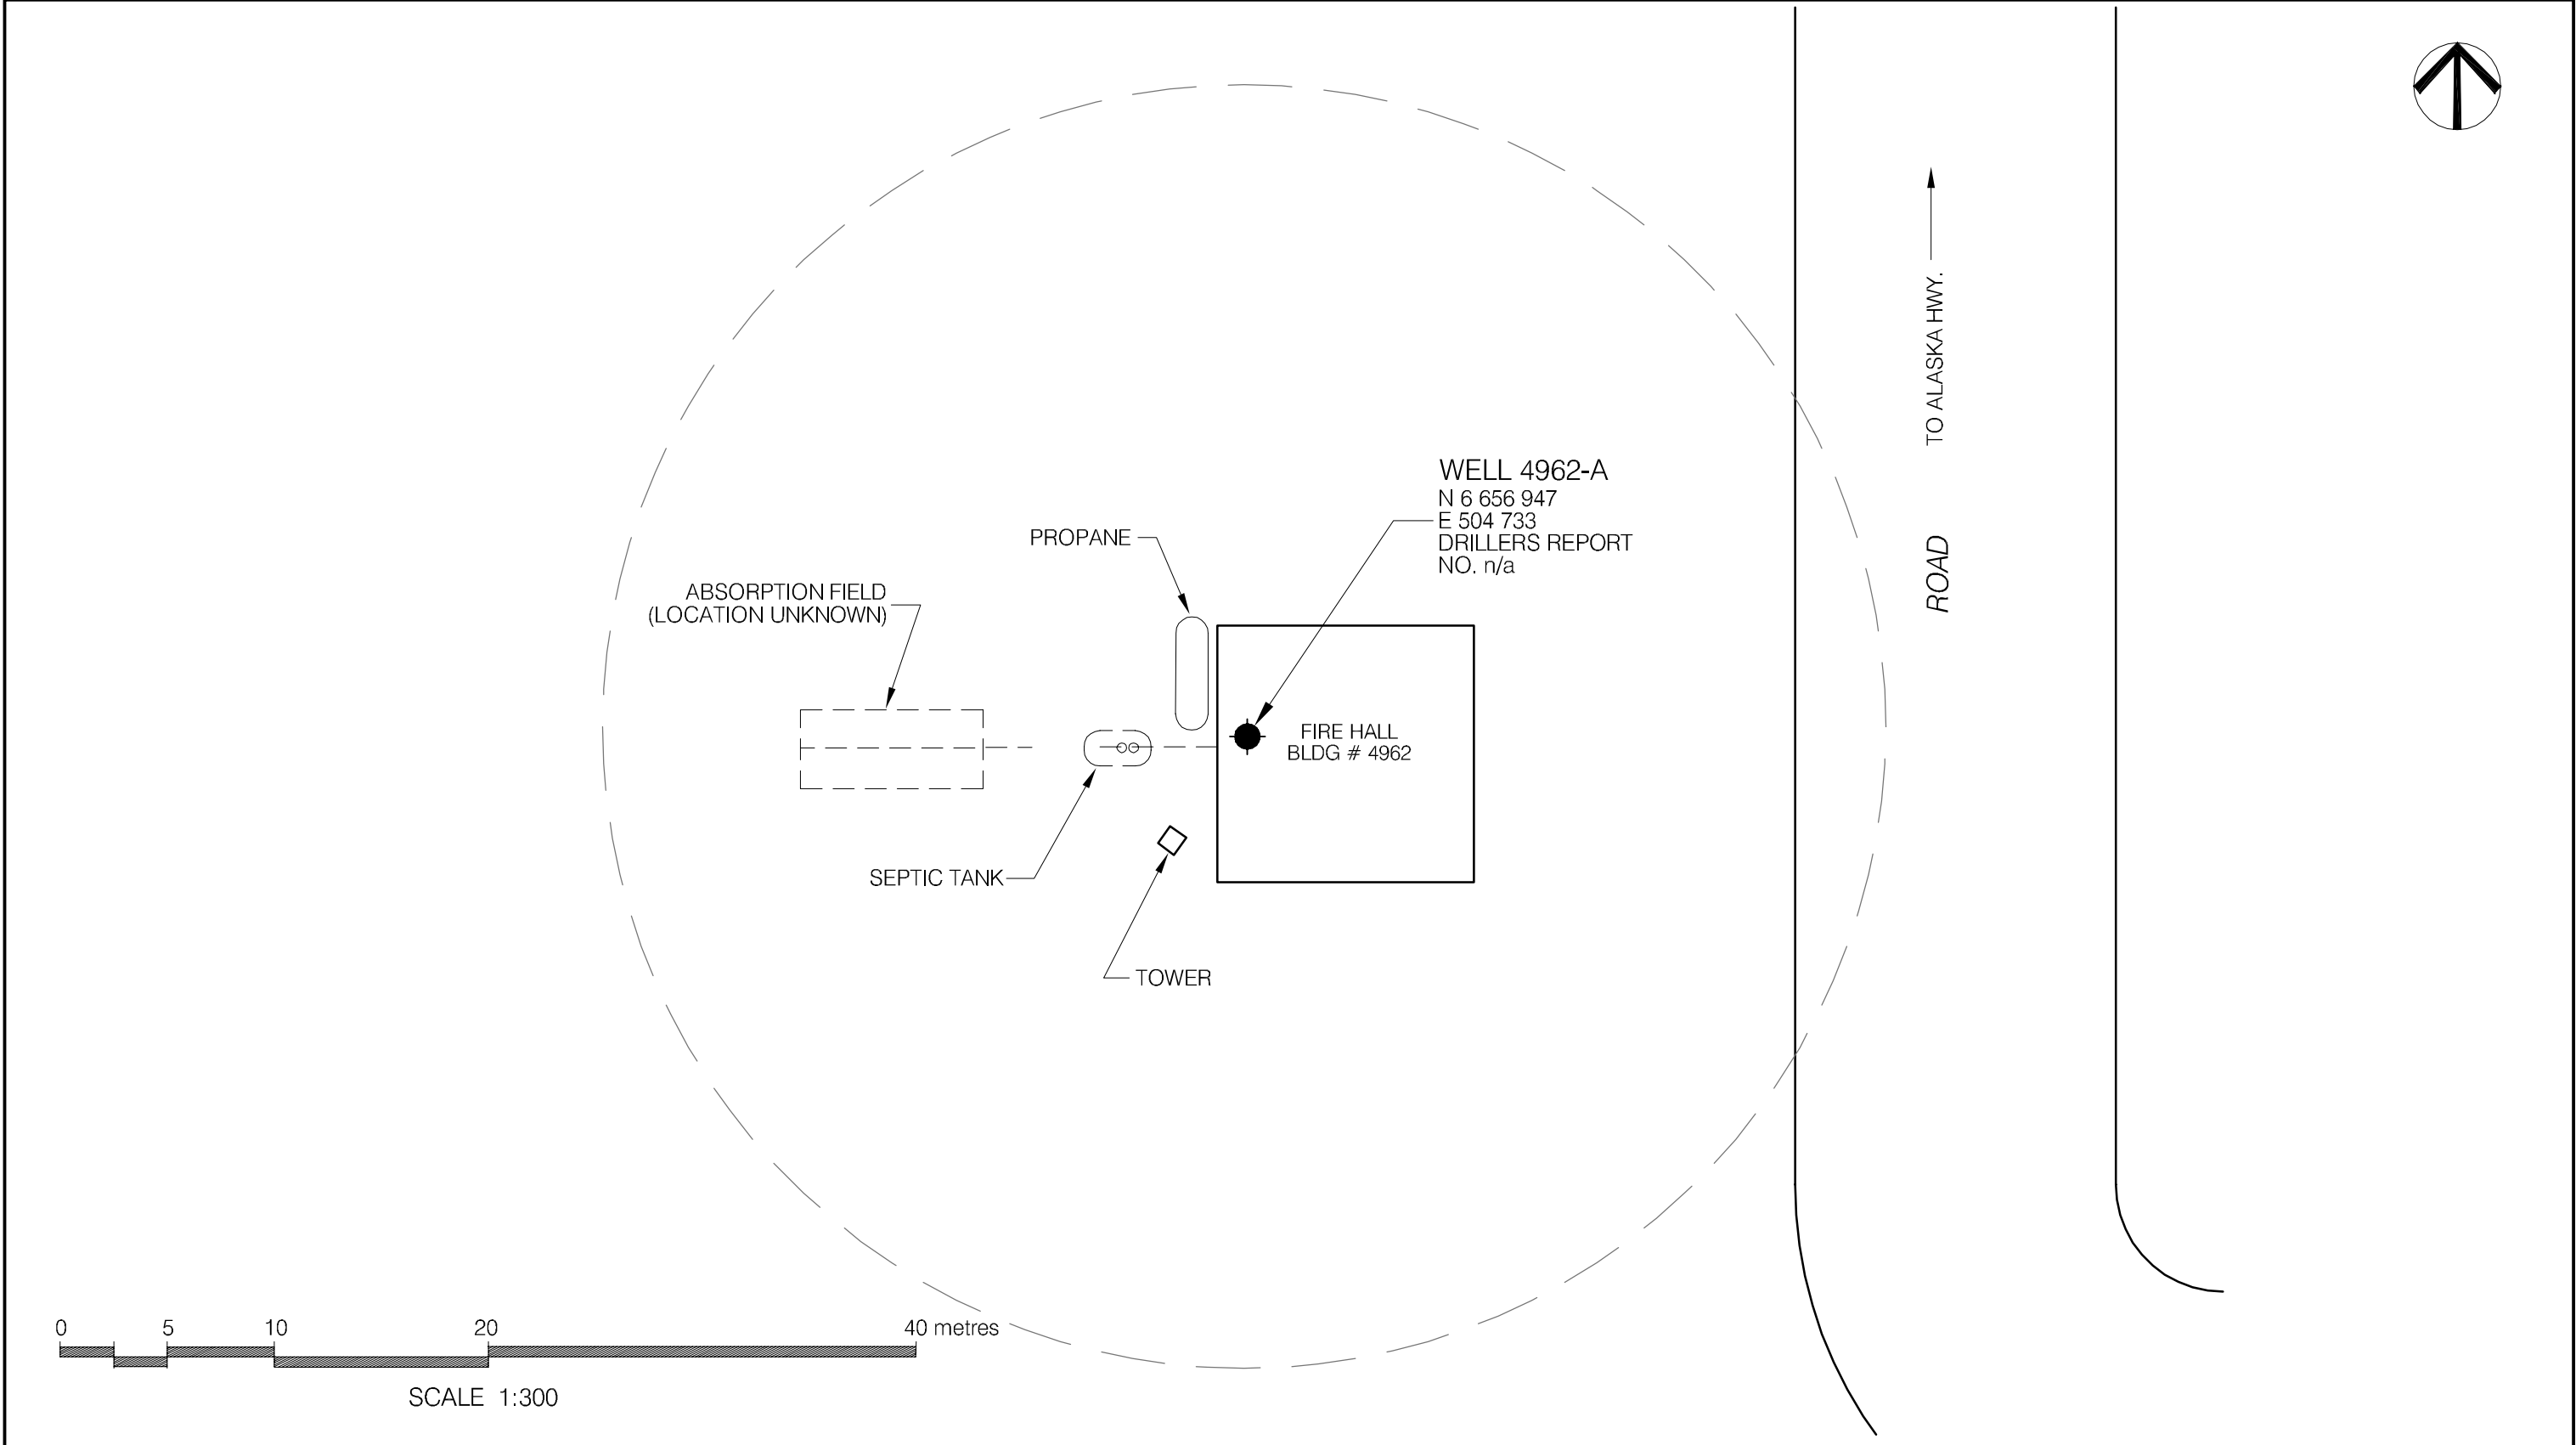 TO ALASKA HWY.
ROAD
WELL 4962-A
N 6 656 947
E 504 733
DRILLERS REPORT
NO. n/a
PROPANE
ABSORPTION FIELD
(LOCATION UNKNOWN)
FIRE HALL
BLDG # 4962
SEPTIC TANK
TOWER
0 5 10 20 40 metres
SCALE 1:300